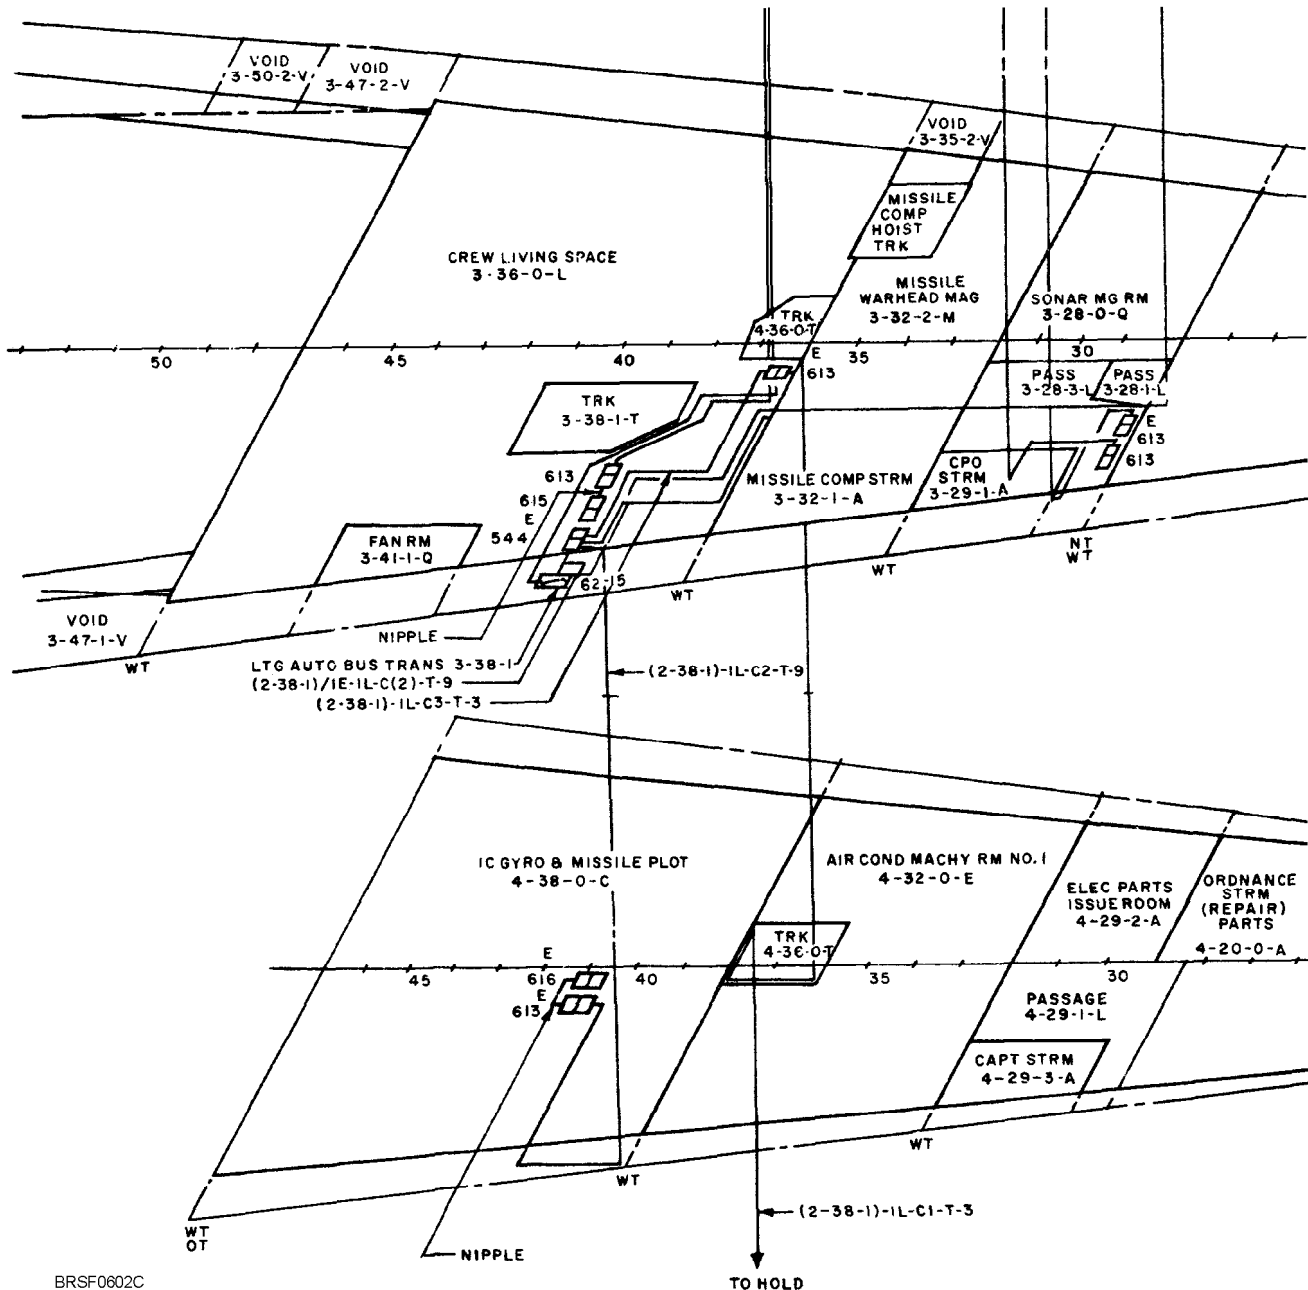 VOID
3-50-2-V
VOID
3-47-2-V
VOID
3-35-2-V
MISSILE
COMP
HOIST
TRK
CREW LIVING SPACE
3-36-0-L
MISSILE
WARHEAD MAG
3-32-2-M
SONAR MG RM
3-28-0-Q
TRK
4-36-0-T
50
45
40
E
35
30
613
PASS
3-28-3-L
PASS
3-28-1-L
TRK
3-38-1-T
E
613
613
613
CPO
STRM
3-29-1-A
MISSILE COMP STRM
3-32-1-A
615
E
544
FAN RM
3-41-1-Q
62-15
NT
WT
WT
WT
VOID
3-47-1-V
WT
NIPPLE
LTG AUTO BUS TRANS 3-38-1
(2-38-1)/1E-1L-C(2)-T-9
(2-38-1)-1L-C3-T-3
(2-38-1)-1L-C2-T-9
IC GYRO & MISSILE PLOT
4-38-0-C
AIR COND MACHY RM NO. 1
4-32-0-E
ELEC PARTS
ISSUE ROOM
4-29-2-A
ORDNANCE
STRM
(REPAIR)
PARTS
4-20-0-A
TRK
4-36-0-T
45
40
35
30
E
616
E
613
PASSAGE
4-29-1-L
CAPT STRM
4-29-3-A
WT
WT
WT
OT
(2-38-1)-1L-C1-T-3
NIPPLE
TO HOLD
BRSF0602C